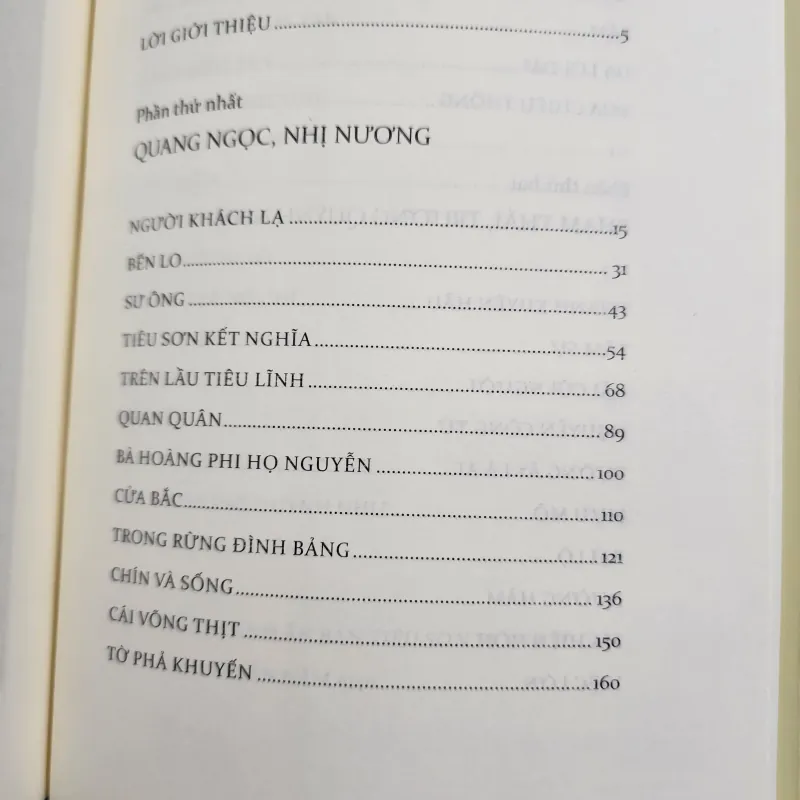 LỜI GIỚI THIỆU.....5
Phần thứ nhất
QUANG NGỌC, NHỊ NƯƠNG
NGƯỜI KHÁCH LẠ.....15
BẾN LO.....31
SƯ ÔNG.....43
TIÊU SƠN KẾT NGHĨA.....54
TRÊN LẦU TIÊU LĨNH.....68
QUAN QUÂN.....89
BÀ HOÀNG PHI HỌ NGUYỄN.....100
CỬA BẮC.....110
TRONG RỪNG ĐÌNH BẢNG.....121
CHÍN VÀ SỐNG.....136
CÁI VÕNG THỊT.....150
TỜ PHẢ KHUYẾN.....160